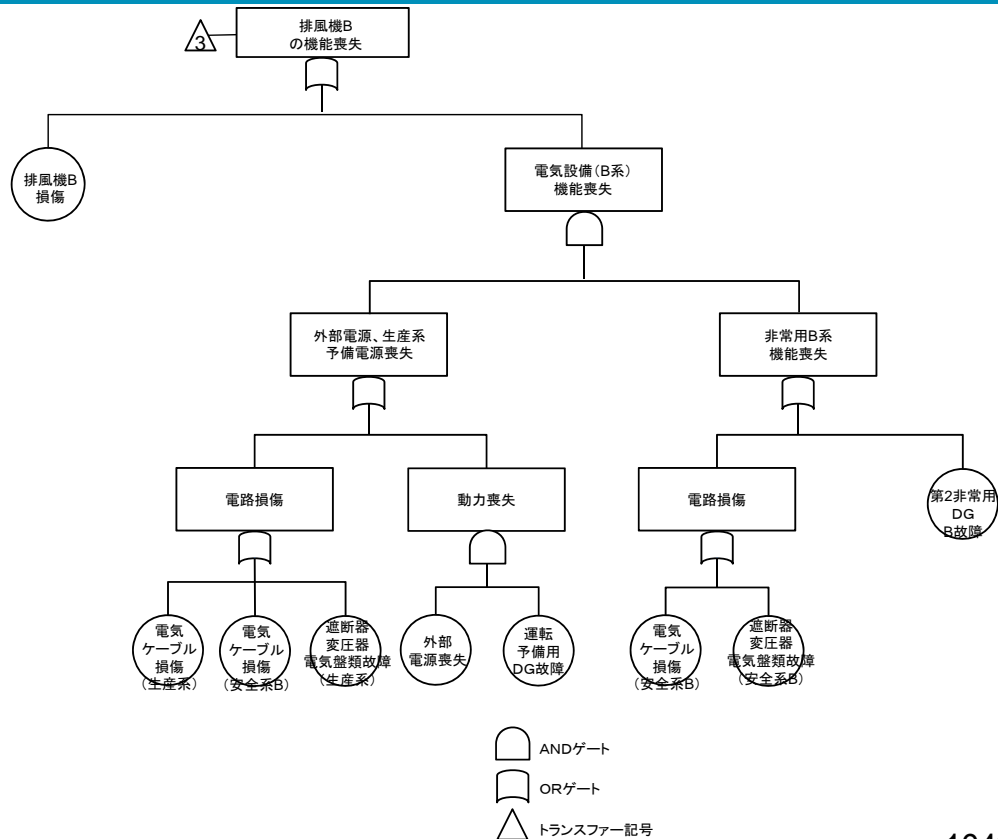 3
排風機B
の機能喪失
排風機B
損傷
電気設備(B系)
機能喪失
外部電源、生産系
予備電源喪失
非常用B系
機能喪失
電路損傷
動力喪失
電路損傷
第2非常用
DG
B故障
電気
ケーブル
損傷
(生産系)
電気
ケーブル
損傷
(安全系B)
遮断器
変圧器
電気盤類故障
(生産系)
外部
電源喪失
運転
予備用
DG故障
電気
ケーブル
損傷
(安全系B)
遮断器
変圧器
電気盤類故障
(安全系B)
ANDゲート
ORゲート
トランスファー記号